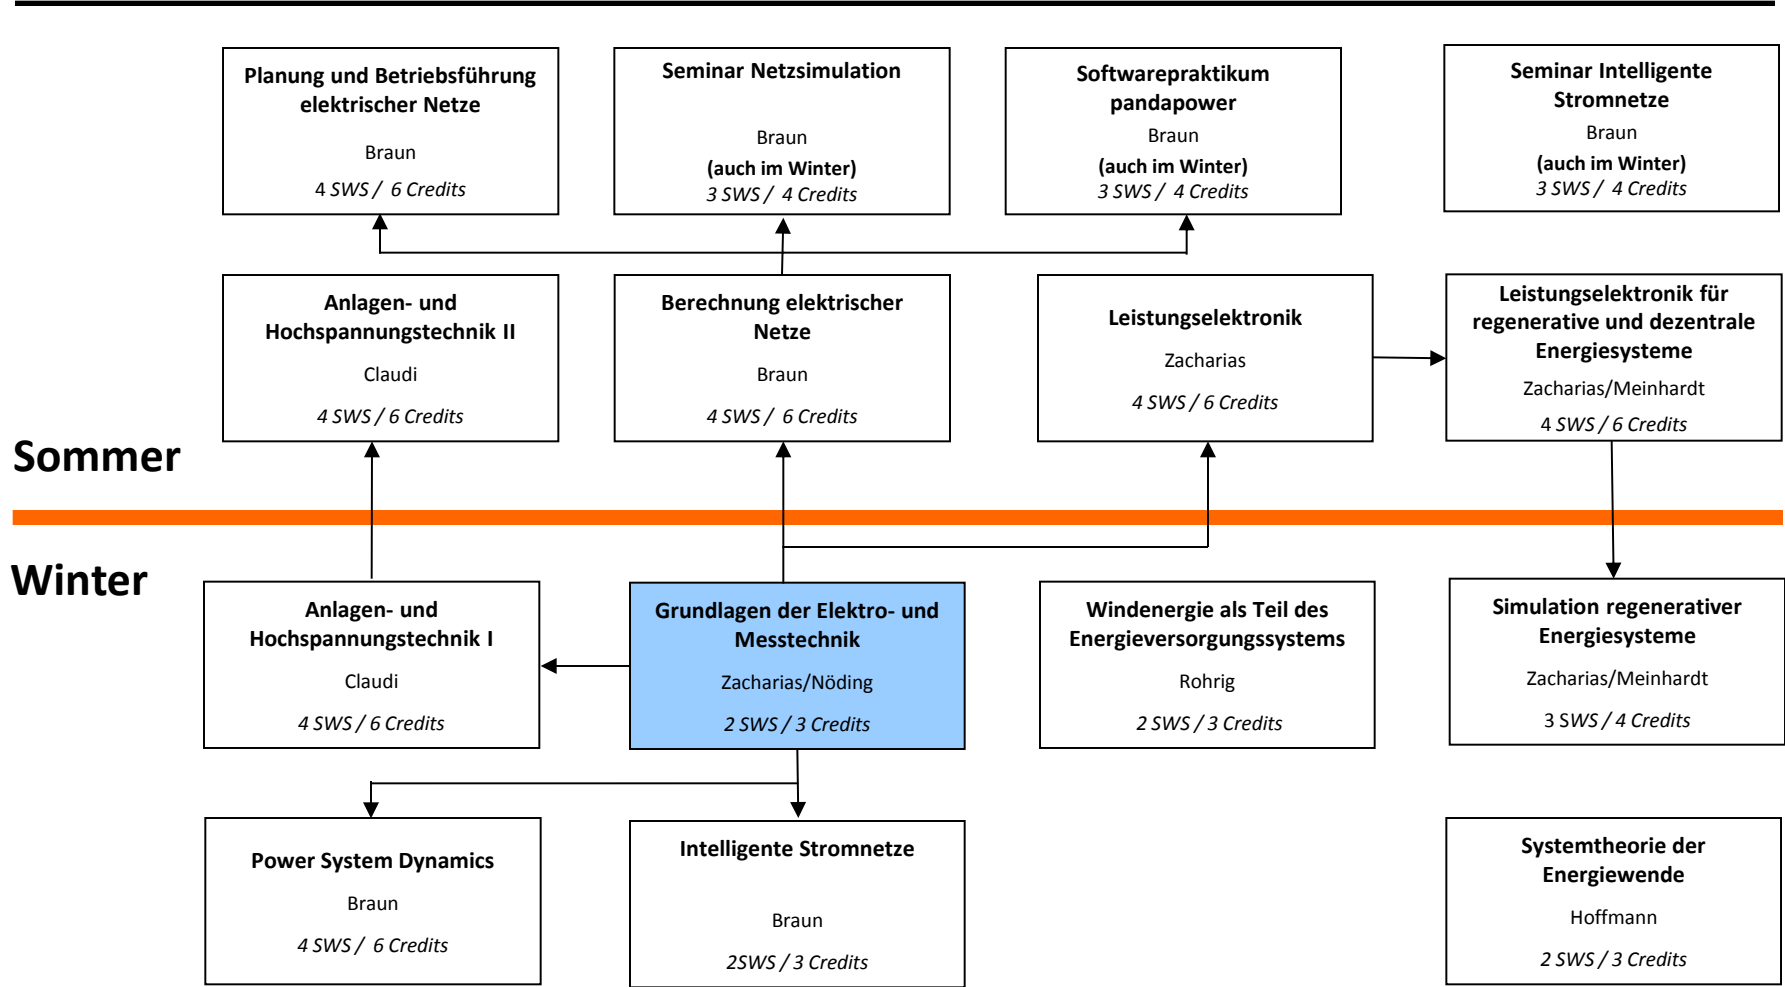 Planung und Betriebsführung
elektrischer Netze
Braun
4 SWS / 6 Credits
Seminar Netzsimulation
Braun
(auch im Winter)
3 SWS / 4 Credits
Softwarepraktikum
pandapower
Braun
(auch im Winter)
3 SWS / 4 Credits
Seminar Intelligente
Stromnetze
Braun
(auch im Winter)
3 SWS / 4 Credits
Anlagen- und
Hochspannungstechnik II
Claudi
4 SWS / 6 Credits
Berechnung elektrischer
Netze
Braun
4 SWS / 6 Credits
Leistungselektronik
Zacharias
4 SWS / 6 Credits
Leistungselektronik für
regenerative und dezentrale
Energiesysteme
Zacharias/Meinhardt
4 SWS / 6 Credits
Sommer
Winter
Anlagen- und
Hochspannungstechnik I
Claudi
4 SWS / 6 Credits
Grundlagen der Elektro- und
Messtechnik
Zacharias/Nöding
2 SWS / 3 Credits
Windenergie als Teil des
Energieversorgungssystems
Rohrig
2 SWS / 3 Credits
Simulation regenerativer
Energiesysteme
Zacharias/Meinhardt
3 SWS / 4 Credits
Power System Dynamics
Braun
4 SWS / 6 Credits
Intelligente Stromnetze
Braun
2SWS / 3 Credits
Systemtheorie der
Energiewende
Hoffmann
2 SWS / 3 Credits